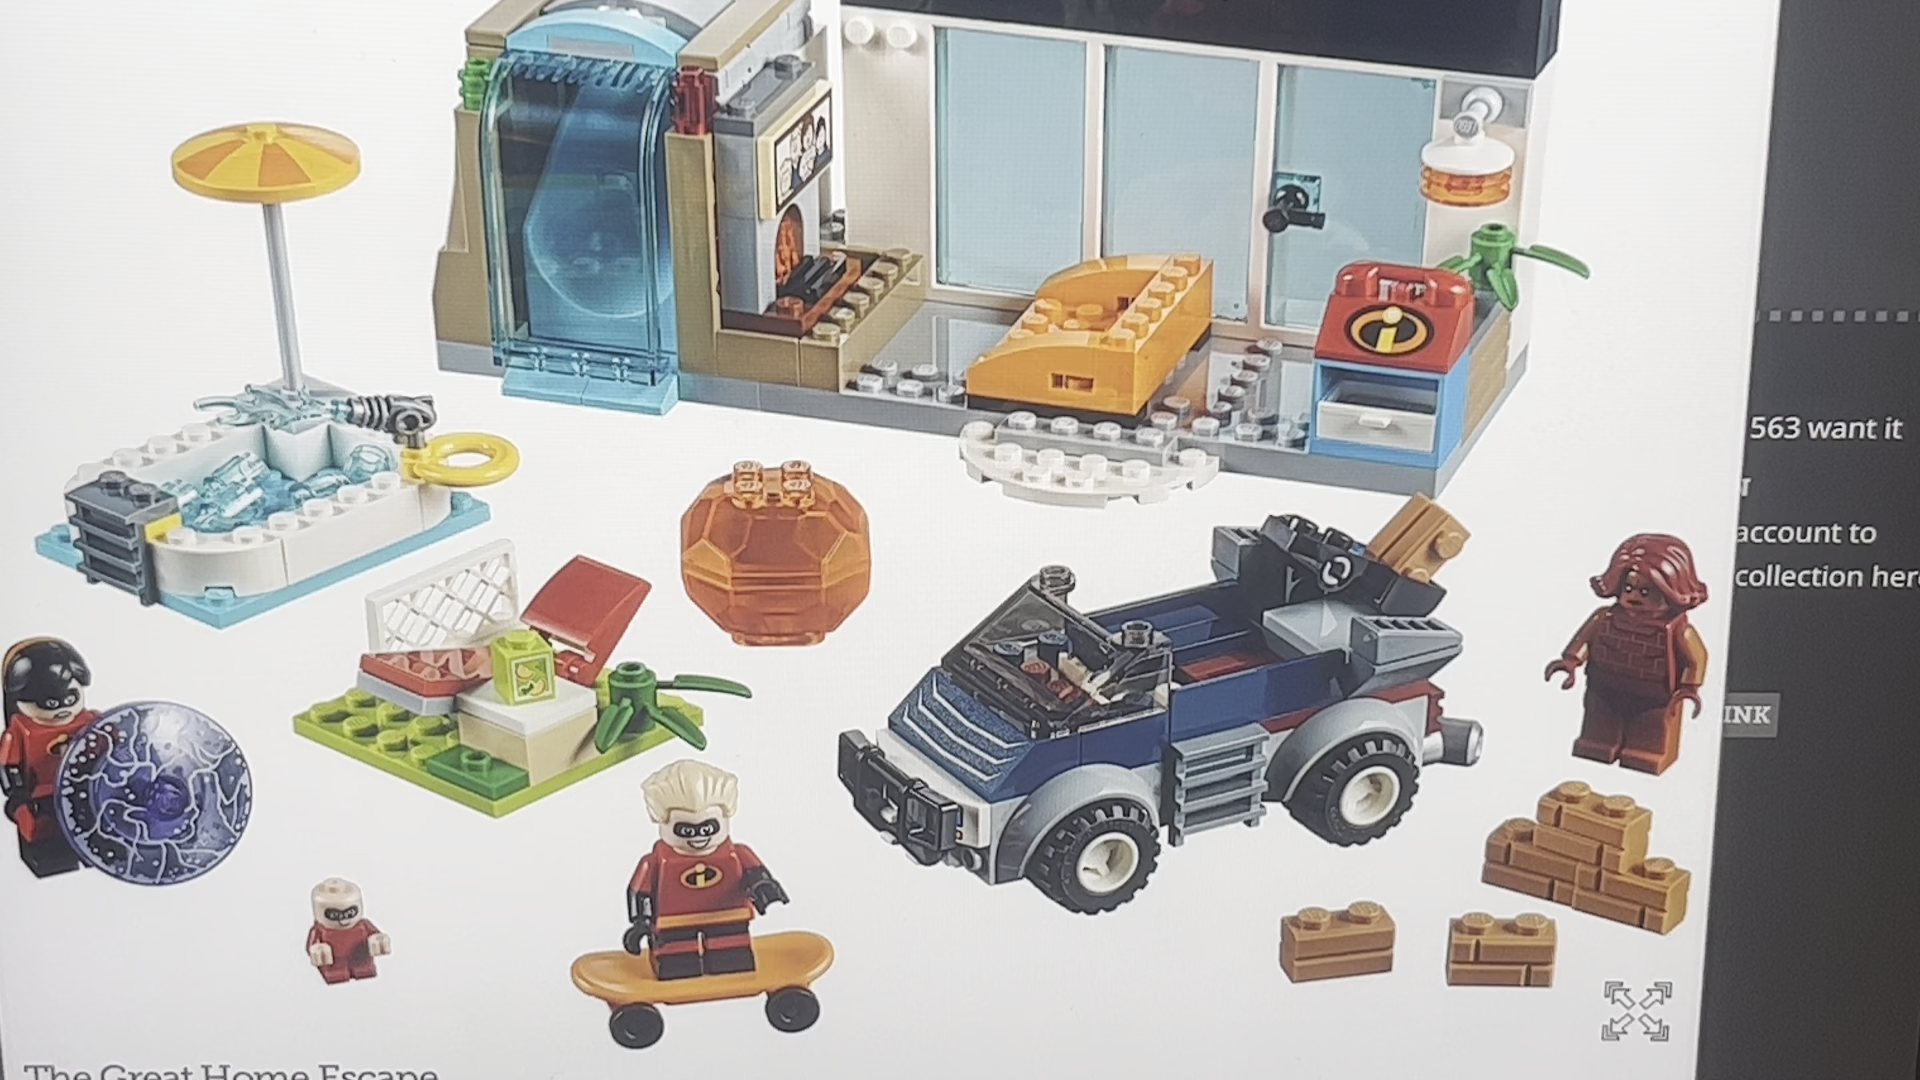 563 want it
account to
collection here
INK
The Great Home Escape